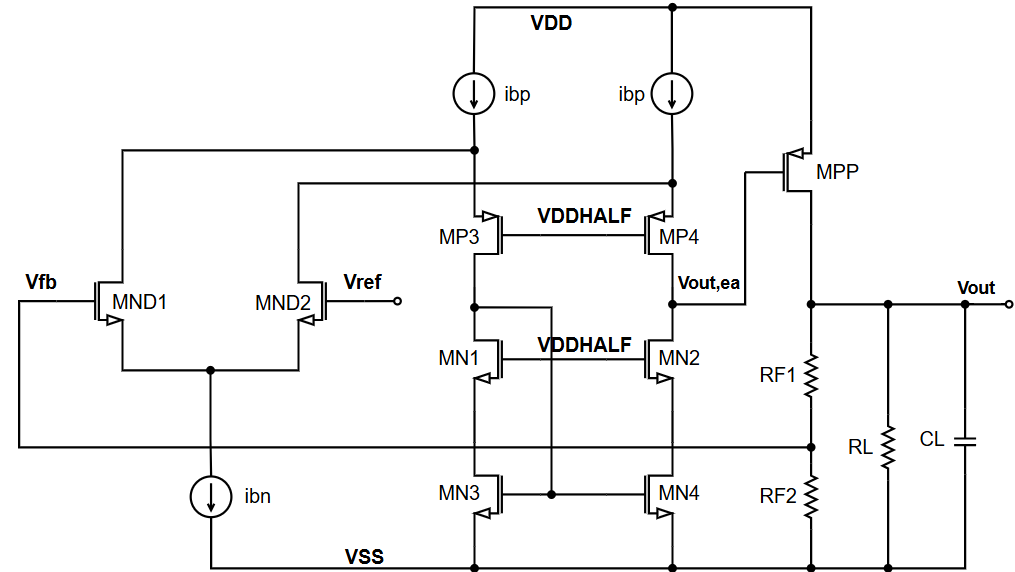 VDD
ibp
ibp
MPP
VDDHALF
MP3
MP4
Vfb
Vref
Vout,ea
Vout
MND1
MND2
VDDHALF
MN1
MN2
RF1
RL
CL
ibn
MN3
MN4
RF2
VSS